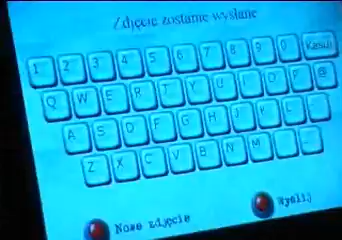 Zdjęcie zostanie wysłane
1 2 3 4 5 6 7 8 9 0 Kasuj
Q W E R T Y U I O P @
A S D F G H J K L
Z X C V B N M
Nowe zdjęcie Wyślij